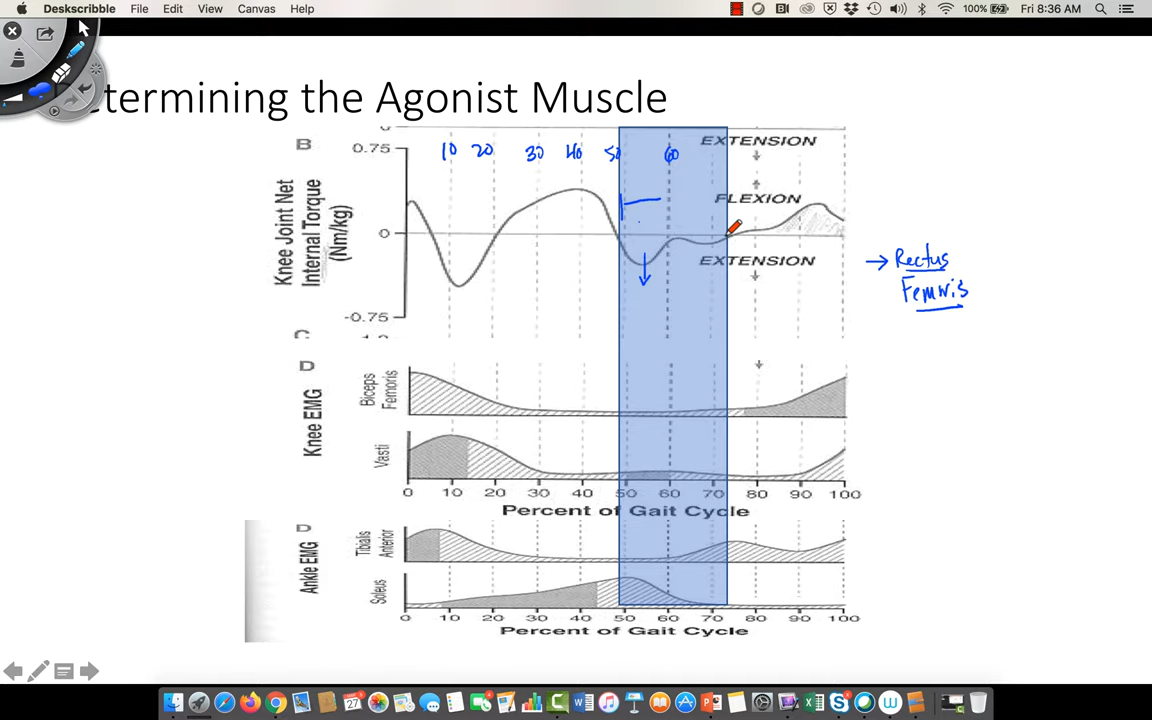 Deskscribble File Edit View Window Canvas Help 100% Fri 8:36 AM
termining the Agonist Muscle
B
0
0.75
10 20 30 40 50 60
EXTENSION
FLEXION
Knee Joint Net
Internal Torque
(Nm/kg)
0
EXTENSION
→ Rectus
Femoris
-0.75
C
D
Knee EMG
Biceps
Femoris
Vasti
0 10 20 30 40 50 60 70 80 90 100
Percent of Gait Cycle
D
Ankle EMG
Tibialis
Anterior
Soleus
0 10 20 30 40 50 60 70 80 90 100
Percent of Gait Cycle